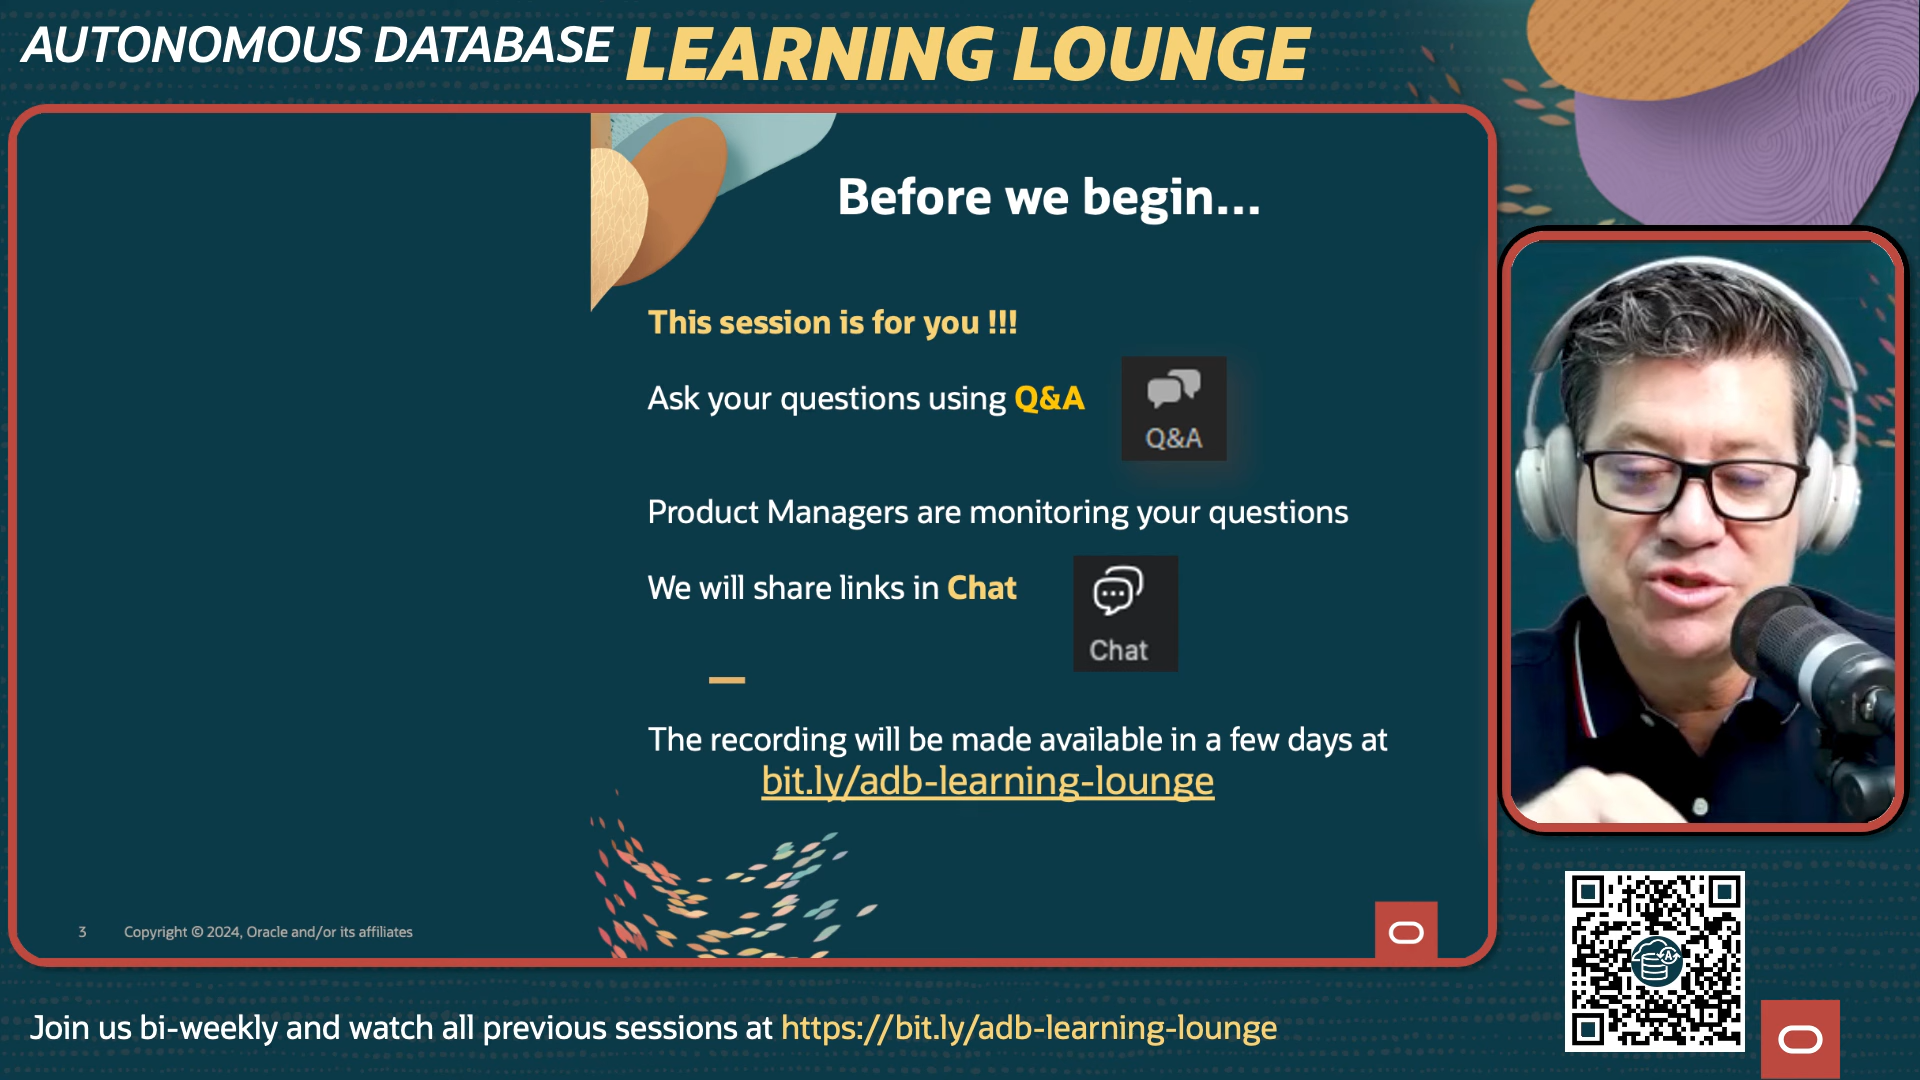 AUTONOMOUS DATABASE LEARNING LOUNGE
Before we begin...
This session is for you !!!
Ask your questions using Q&A
Q&A
Product Managers are monitoring your questions
We will share links in Chat
Chat
The recording will be made available in a few days at
bit.ly/adb-learning-lounge
3 Copyright © 2024, Oracle and/or its affiliates
Join us bi-weekly and watch all previous sessions at https://bit.ly/adb-learning-lounge